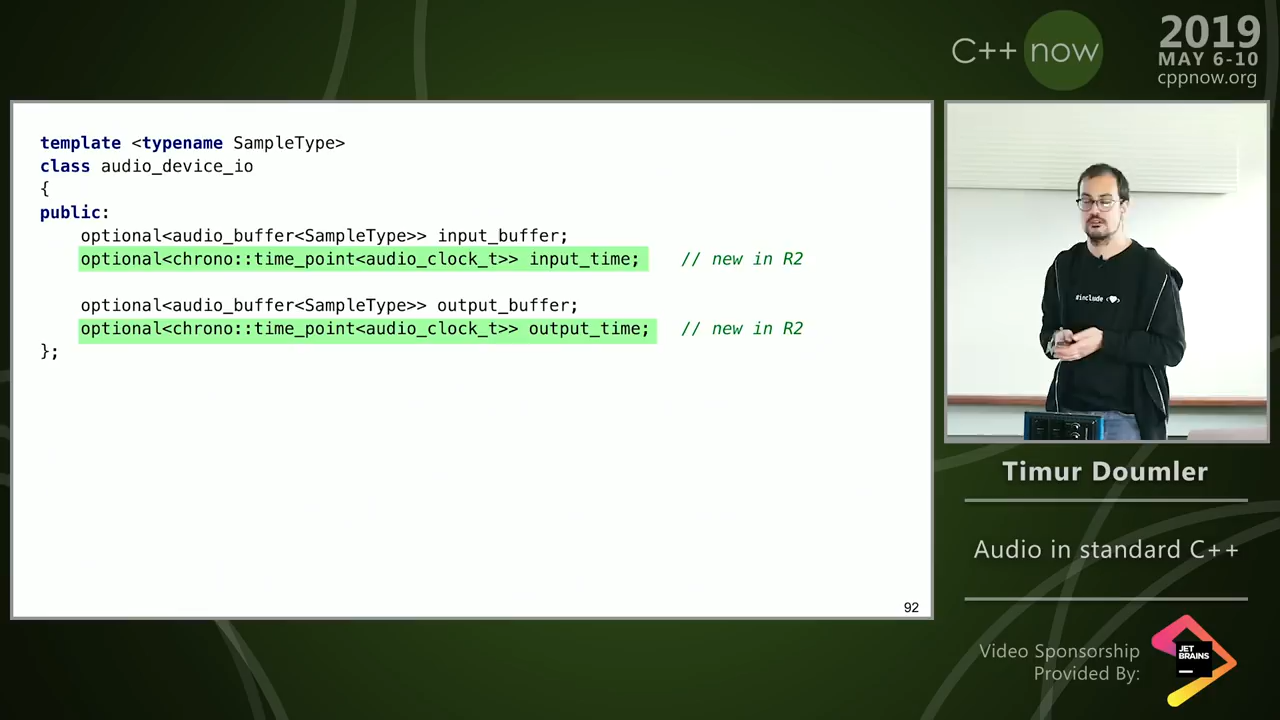 C++ now
2019
MAY 6-10
cppnow.org
template <typename SampleType>
class audio_device_io
{
public:
    optional<audio_buffer<SampleType>> input_buffer;
    optional<chrono::time_point<audio_clock_t>> input_time;    // new in R2
    optional<audio_buffer<SampleType>> output_buffer;
    optional<chrono::time_point<audio_clock_t>> output_time;   // new in R2
};
92
#include <
Timur Doumler
Audio in standard C++
Video Sponsorship
Provided By:
JET
BRAINS